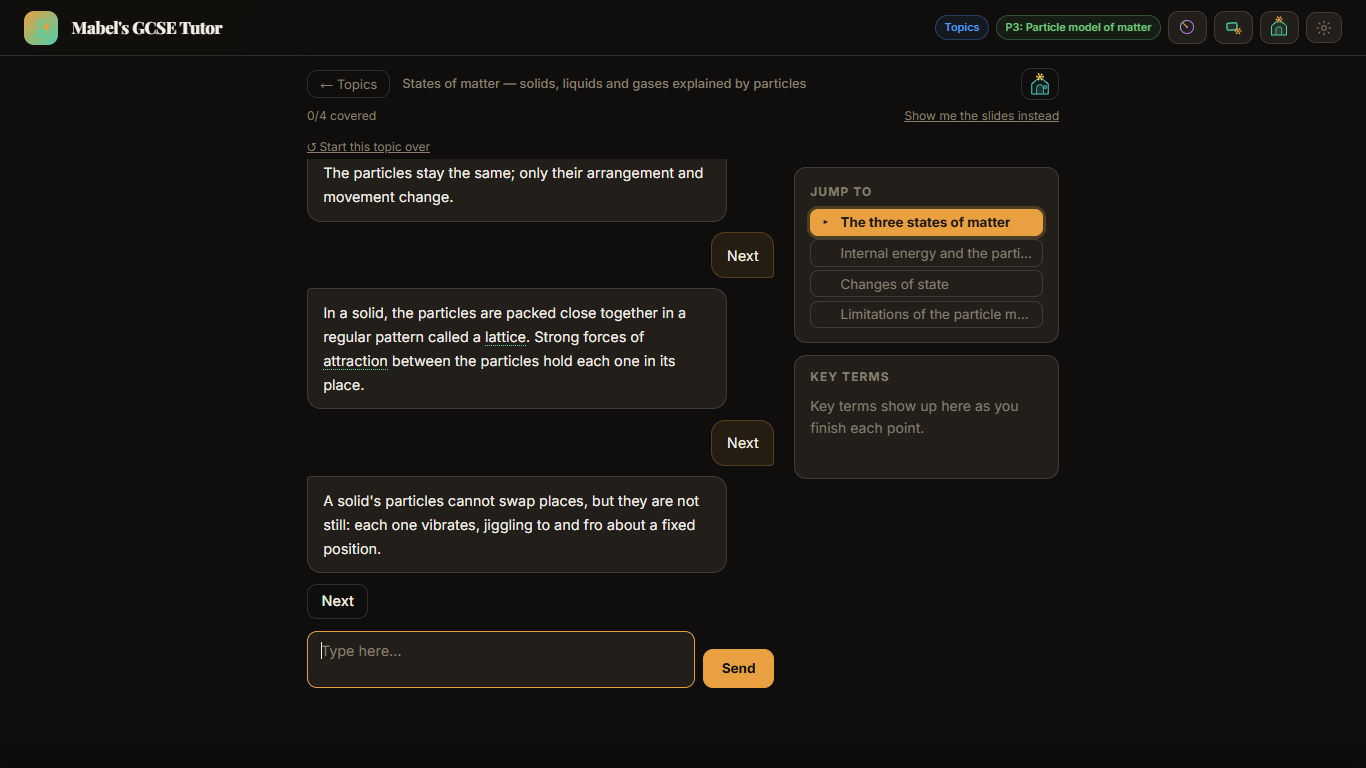 Mabel's GCSE Tutor
Topics
P3: Particle model of matter
← Topics
States of matter — solids, liquids and gases explained by particles
0/4 covered
Show me the slides instead
↺ Start this topic over
The particles stay the same; only their arrangement and
movement change.
Next
In a solid, the particles are packed close together in a
regular pattern called a lattice. Strong forces of
attraction between the particles hold each one in its
place.
Next
A solid's particles cannot swap places, but they are not
still: each one vibrates, jiggling to and fro about a fixed
position.
Next
Type here...
Send
JUMP TO
The three states of matter
Internal energy and the parti...
Changes of state
Limitations of the particle m...
KEY TERMS
Key terms show up here as you
finish each point.